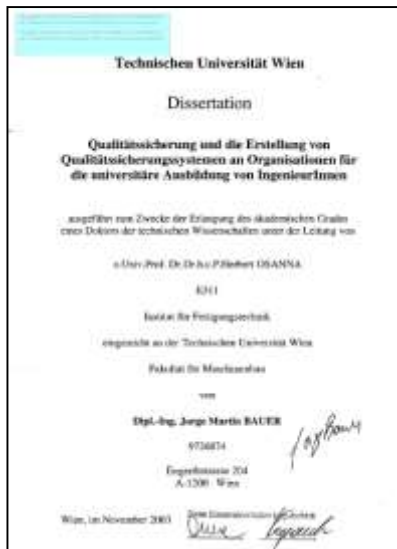 Technischen Universität Wien
Dissertation
Qualitätssicherung und die Erstellung von
Qualitätssicherungssystemen an Organisationen für
die universitäre Ausbildung von IngenieurInnen
ausgeführt zum Zwecke der Erlangung des akademischen Grades
eines Doktors der technischen Wissenschaften unter der Leitung von
o.Univ.Prof. Dr.Dr.h.c.P.Herbert OSANNA
E311
Institut für Fertigungstechnik
eingereicht an der Technischen Universität Wien
Fakultät für Maschinenbau
von
Dipl.-Ing. Jorge Martin BAUER
Engerthstrasse 204
A-1200 Wien
Wien, im November 2003